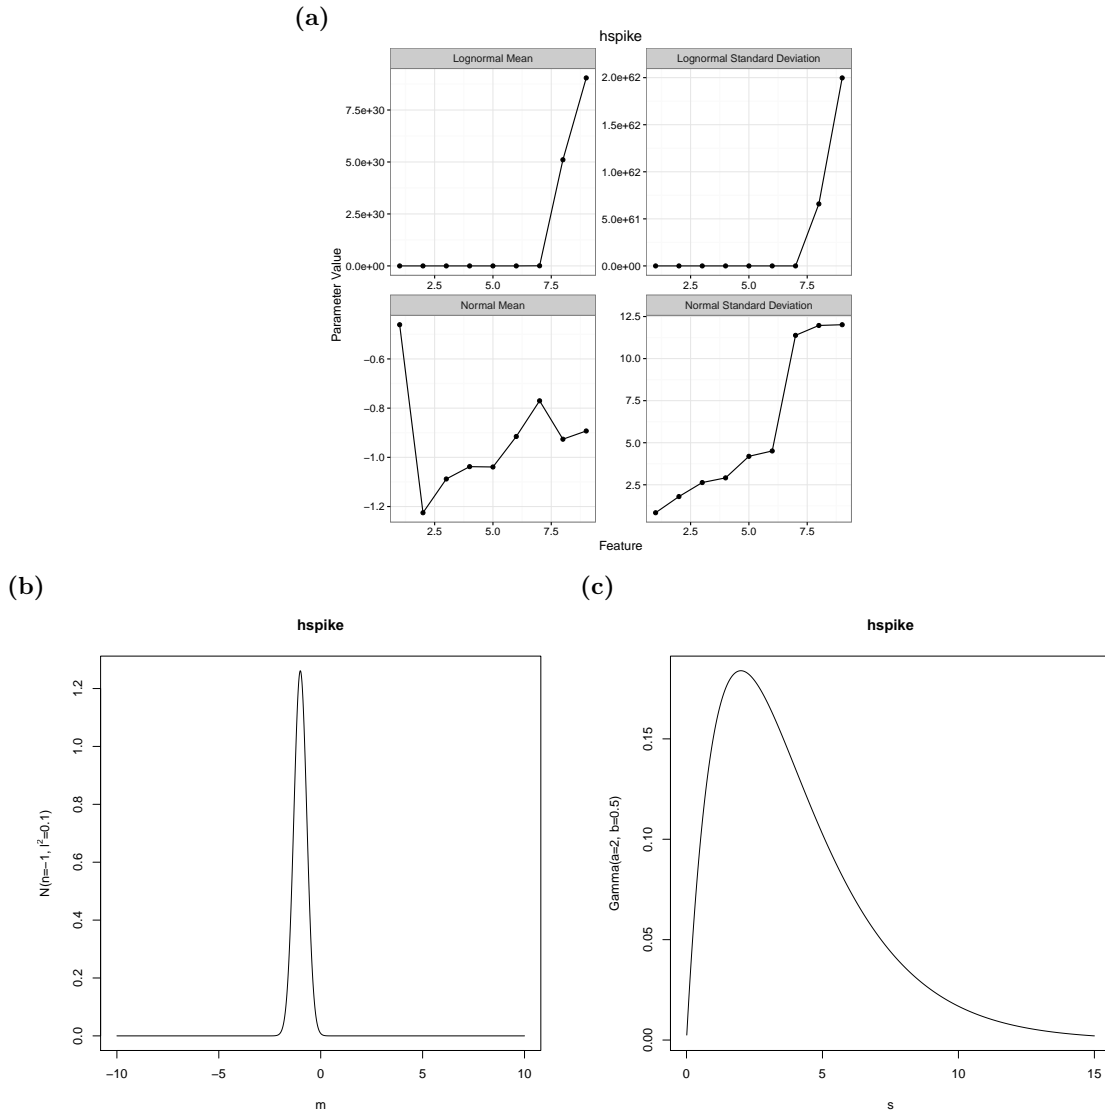 (a)
hspike
Lognormal Mean
Lognormal Standard Deviation
7.5e+30
5.0e+30
2.5e+30
0.0e+00
2.5
5.0
7.5
2.0e+62
1.5e+62
1.0e+62
5.0e+61
0.0e+00
2.5
5.0
7.5
Parameter Value
Normal Mean
Normal Standard Deviation
−0.6
−0.8
−1.0
−1.2
2.5
5.0
7.5
12.5
10.0
7.5
5.0
2.5
2.5
5.0
7.5
Feature
(b)
hspike
N(n=−1, l²=0.1)
1.2
1.0
0.8
0.6
0.4
0.2
0.0
−10
−5
0
5
10
m
(c)
hspike
Gamma(a=2, b=0.5)
0.15
0.10
0.05
0.00
0
5
10
15
s